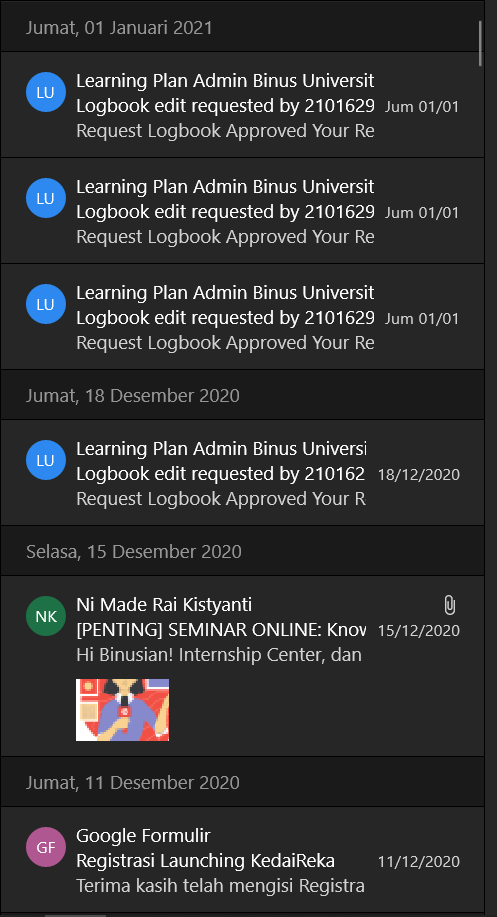 Jumat, 01 Januari 2021
LU
Learning Plan Admin Binus Universit
Logbook edit requested by 2101629 Jum 01/01
Request Logbook Approved Your Re
LU
Learning Plan Admin Binus Universit
Logbook edit requested by 2101629 Jum 01/01
Request Logbook Approved Your Re
LU
Learning Plan Admin Binus Universit
Logbook edit requested by 2101629 Jum 01/01
Request Logbook Approved Your Re
Jumat, 18 Desember 2020
LU
Learning Plan Admin Binus Universi
Logbook edit requested by 210162 18/12/2020
Request Logbook Approved Your R
Selasa, 15 Desember 2020
NK
Ni Made Rai Kistyanti
[PENTING] SEMINAR ONLINE: Know 15/12/2020
Hi Binusian! Internship Center, dan
Jumat, 11 Desember 2020
GF
Google Formulir
Registrasi Launching KedaiReka 11/12/2020
Terima kasih telah mengisi Registra